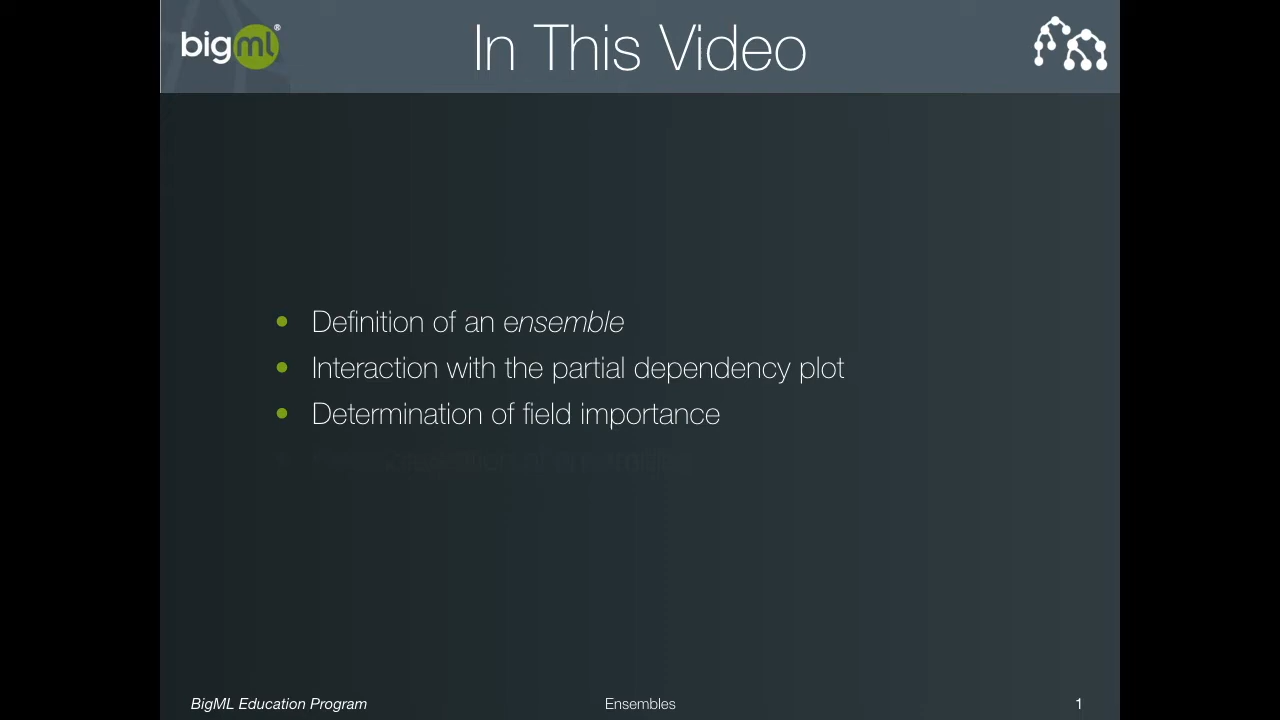 bigml®
In This Video
• Definition of an ensemble
• Interaction with the partial dependency plot
• Determination of field importance
BigML Education Program
Ensembles
1